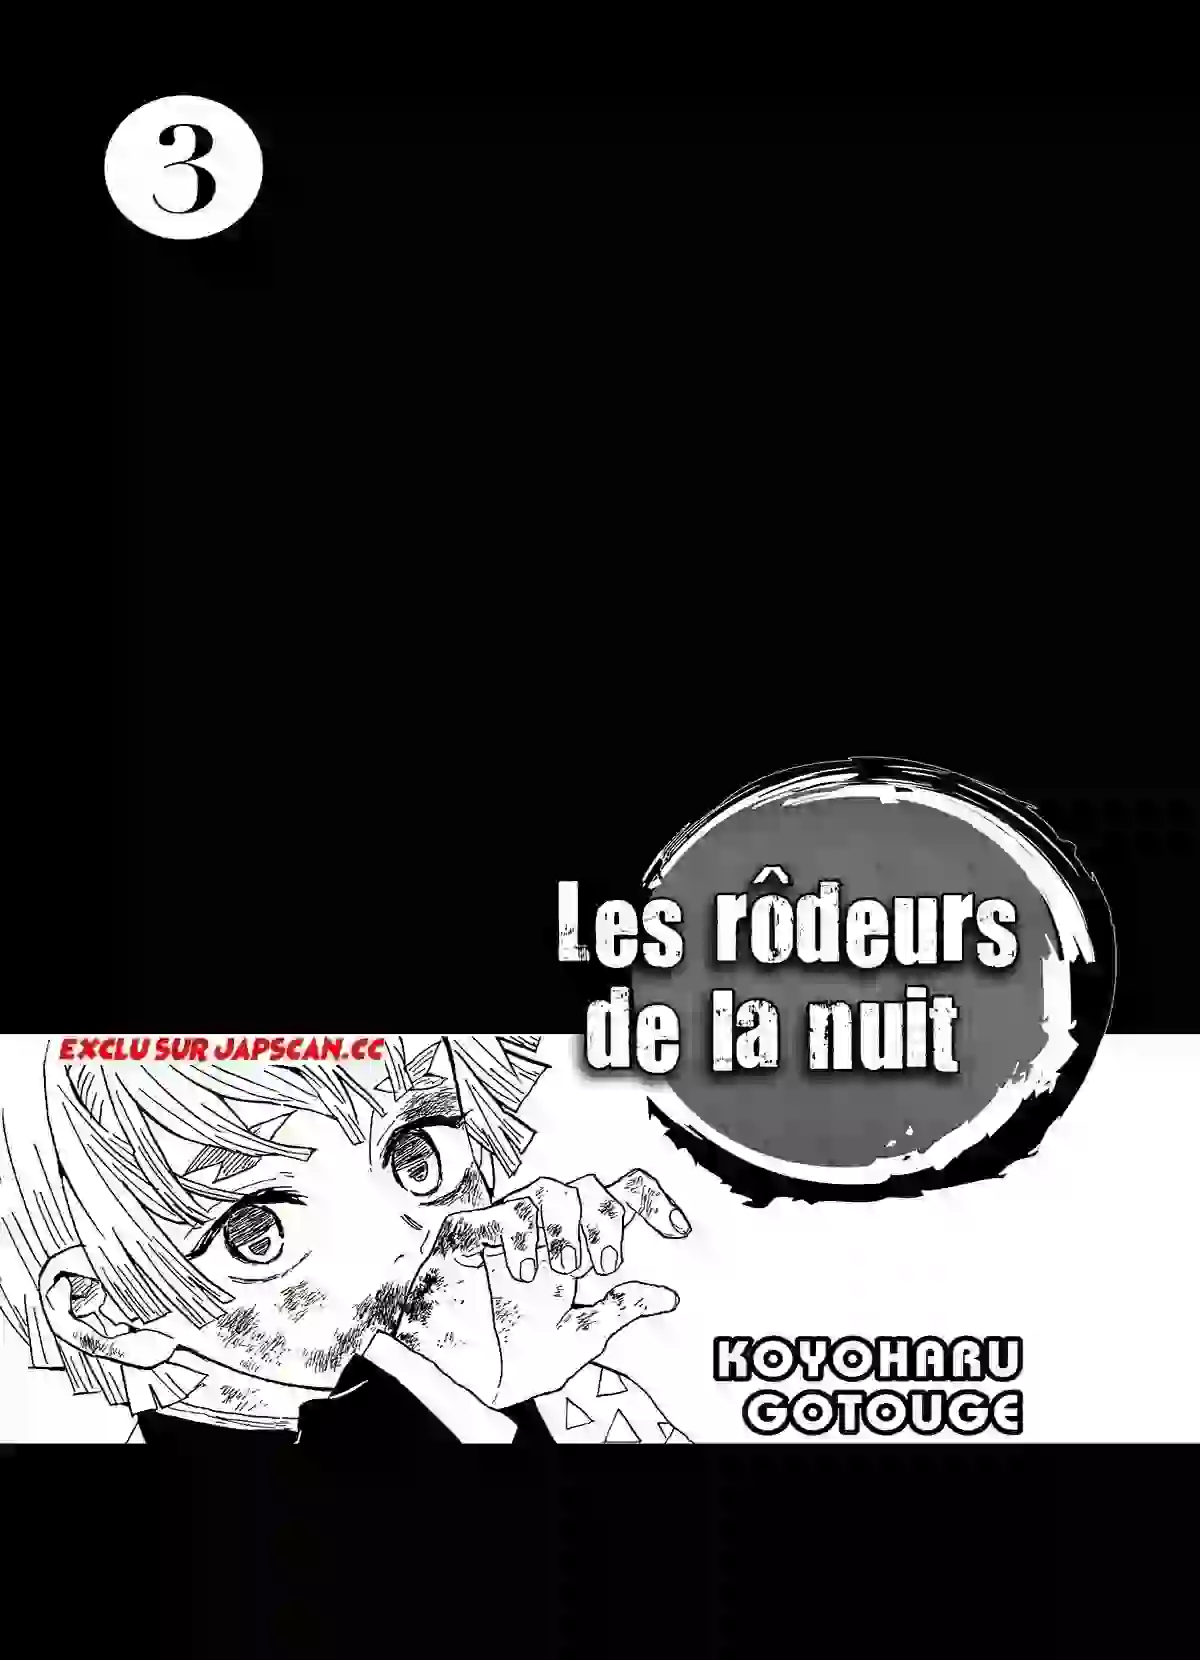 3
Les rôdeurs
de la nuit
EXCLU SUR JAPSCAN.CC
KOYOHARU
GOTOUGE